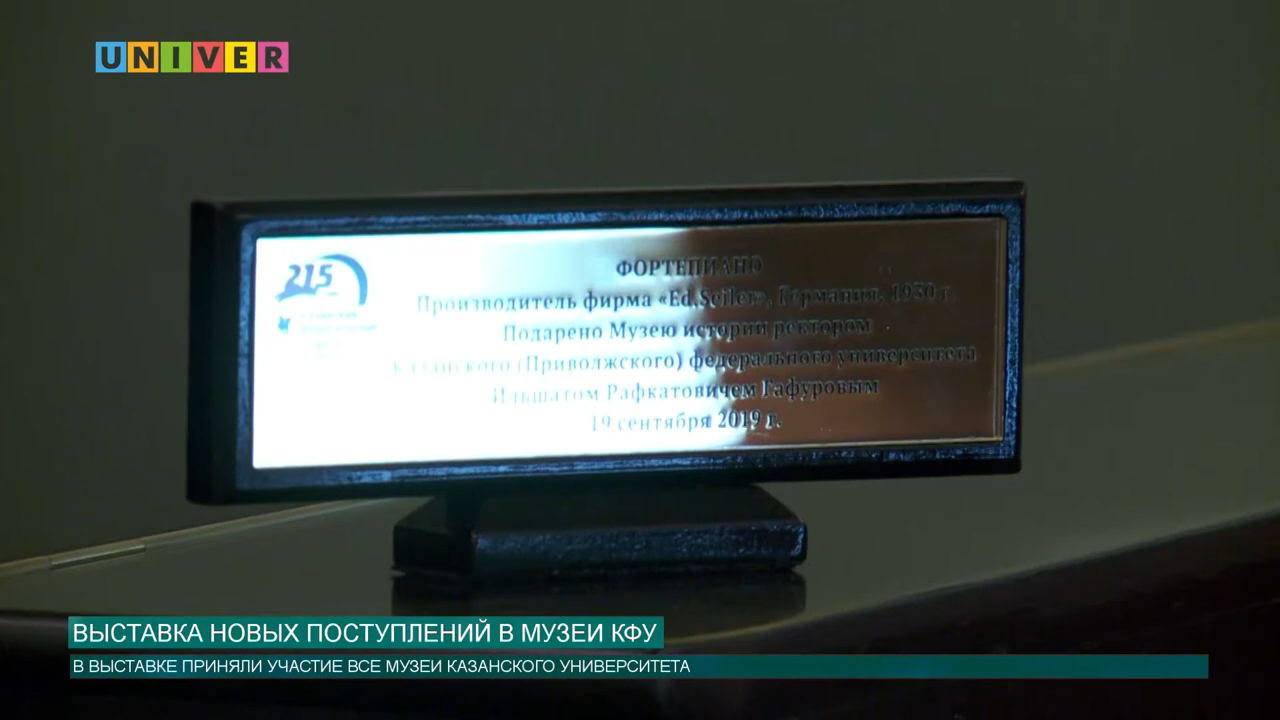 UNIVER
215
ФОРТЕПИАНО
Производитель фирма «Ed.Seiler», Германия, 1930 г.
Подарено Музею истории ректором
Казанского (Приволжского) федерального университета
Ильшатом Рафкатовичем Гафуровым
19 сентября 2019 г.
ВЫСТАВКА НОВЫХ ПОСТУПЛЕНИЙ В МУЗЕИ КФУ
В ВЫСТАВКЕ ПРИНЯЛИ УЧАСТИЕ ВСЕ МУЗЕИ КАЗАНСКОГО УНИВЕРСИТЕТА